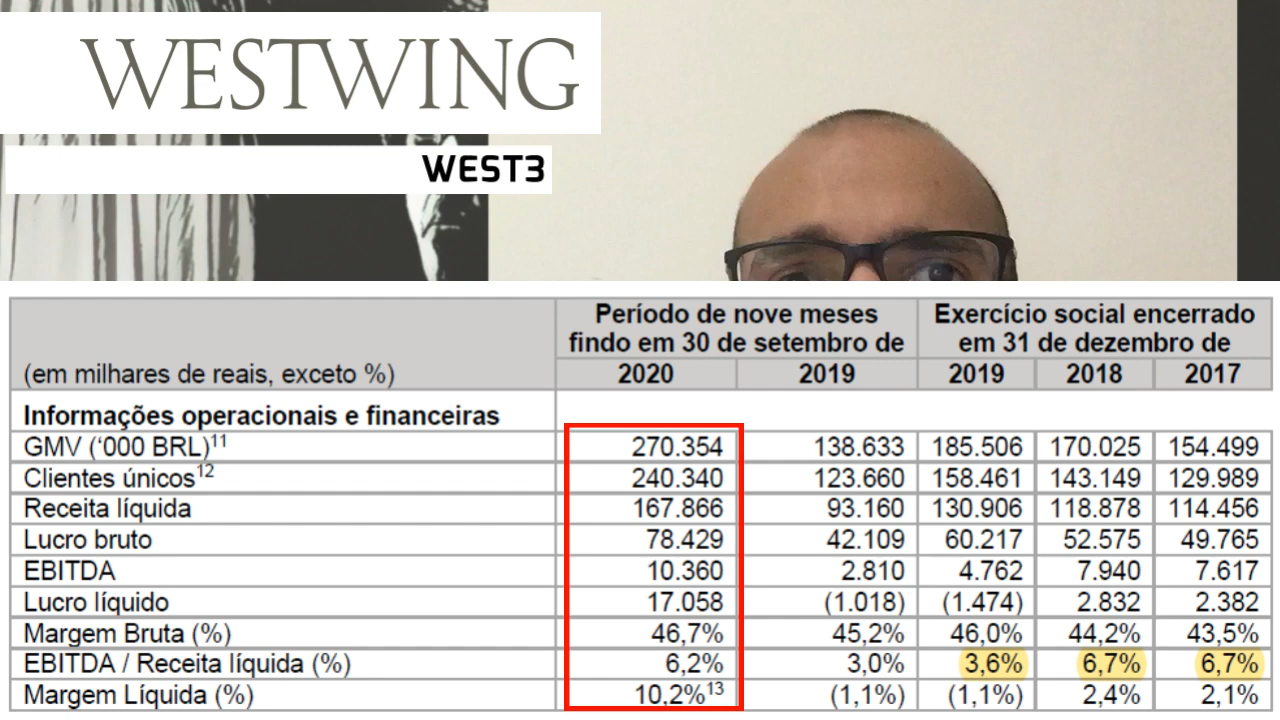 WESTWING
WEST3
(em milhares de reais, exceto %)
Período de nove meses
findo em 30 de setembro de
Exercício social encerrado
em 31 de dezembro de
2020 2019 2019 2018 2017
Informações operacionais e financeiras
GMV (‘000 BRL)11 270.354 138.633 185.506 170.025 154.499
Clientes únicos12 240.340 123.660 158.461 143.149 129.989
Receita líquida 167.866 93.160 130.906 118.878 114.456
Lucro bruto 78.429 42.109 60.217 52.575 49.765
EBITDA 10.360 2.810 4.762 7.940 7.617
Lucro líquido 17.058 (1.018) (1.474) 2.832 2.382
Margem Bruta (%) 46,7% 45,2% 46,0% 44,2% 43,5%
EBITDA / Receita líquida (%) 6,2% 3,0% 3,6% 6,7% 6,7%
Margem Líquida (%) 10,2%13 (1,1%) (1,1%) 2,4% 2,1%